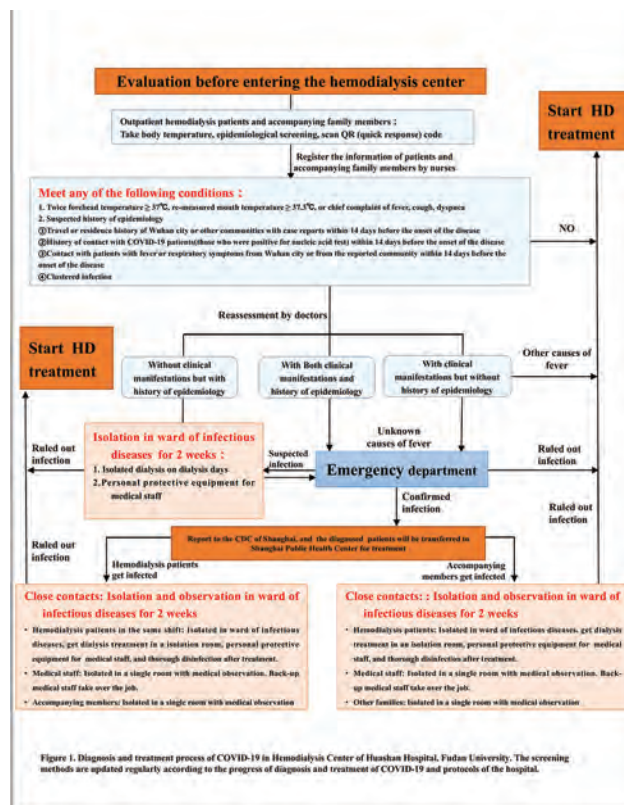 Evaluation before entering the hemodialysis center
Outpatient hemodialysis patients and accompanying family members：
Take body temperature, epidemiological screening, scan QR (quick response) code
Start HD
treatment
Register the information of patients and
accompanying family members by nurses
Meet any of the following conditions：
1. Twice forehead temperature ≥ 37℃, re-measured mouth temperature ≥ 37.5℃, or chief complaint of fever, cough, dyspnea
2. Suspected history of epidemiology
①Travel or residence history of Wuhan city or other communities with case reports within 14 days before the onset of the disease
②History of contact with COVID-19 patients(those who were positive for nucleic acid test) within 14 days before the onset of the disease
③Contact with patients with fever or respiratory symptoms from Wuhan city or from the reported community within 14 days before the
onset of the disease
④Clustered infection
NO
Reassessment by doctors
Start HD
treatment
Without clinical
manifestations but with
history of epidemiology
With Both clinical
manifestations and
history of epidemiology
With clinical
manifestations but without
history of epidemiology
Other causes of
fever
Isolation in ward of infectious
diseases for 2 weeks：
1. Isolated dialysis on dialysis days
2. Personal protective equipment for
medical staff
Ruled out
infection
Suspected
infection
Unknown
causes of fever
Emergency department
Ruled out
infection
Confirmed
infection
Report to the CDC of Shanghai, and the diagnosed patients will be transferred to
Shanghai Public Health Center for treatment
Ruled out
infection
Hemodialysis patients
get infected
Accompanying
members get infected
Ruled out
infection
Close contacts: Isolation and observation in ward of
infectious diseases for 2 weeks
• Hemodialysis patients in the same shift: Isolated in ward of infectious
diseases, get dialysis treatment in a isolation room, personal protective
equipment for medical staff, and thorough disinfection after treatment.
• Medical staff: Isolated in a single room with medical observation. Back-up
medical staff take over the job.
• Accompanying members: Isolated in a single room with medical observation
Close contacts: : Isolation and observation in ward of
infectious diseases for 2 weeks
• Hemodialysis patients: Isolated in ward of infectious diseases, get dialysis
treatment in an isolation room, personal protective equipment for medical
staff, and thorough disinfection after treatment.
• Medical staff: Isolated in a single room with medical observation. Back-
up medical staff take over the job.
• Other families: Isolated in a single room with medical observation
Figure 1. Diagnosis and treatment process of COVID-19 in Hemodialysis Center of Huashan Hospital, Fudan University. The screening
methods are updated regularly according to the progress of diagnosis and treatment of COVID-19 and protocols of the hospital.